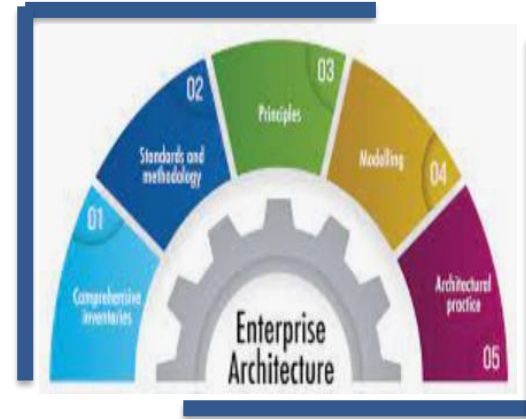 01
Comprehensive
inventories
02
Standards and
methodology
03
Principles
Modelling
04
Architectural
practice
05
Enterprise
Architecture